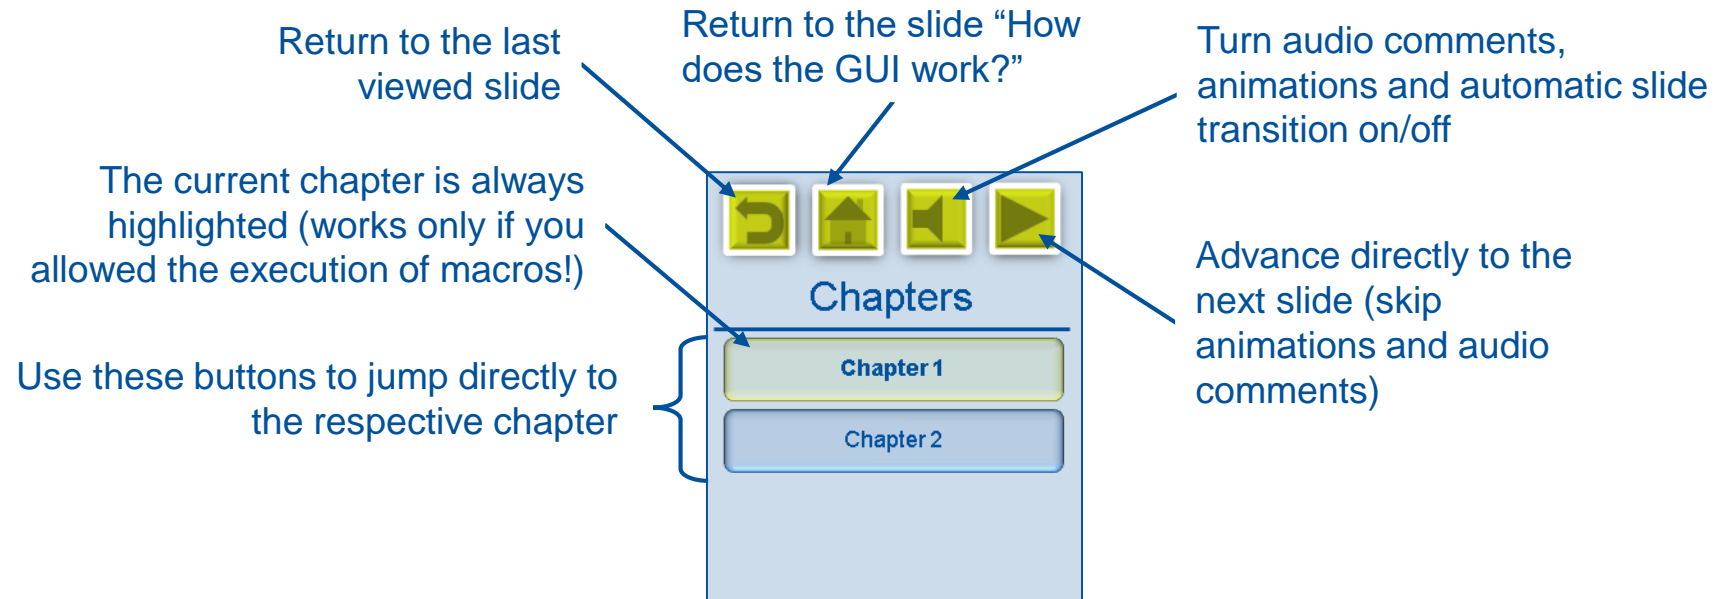 Return to the last
viewed slide
Return to the slide “How
does the GUI work?”
Turn audio comments,
animations and automatic slide
transition on/off
The current chapter is always
highlighted (works only if you
allowed the execution of macros!)
Advance directly to the
next slide (skip
animations and audio
comments)
Use these buttons to jump directly to
the respective chapter
Chapters
Chapter 1
Chapter 2